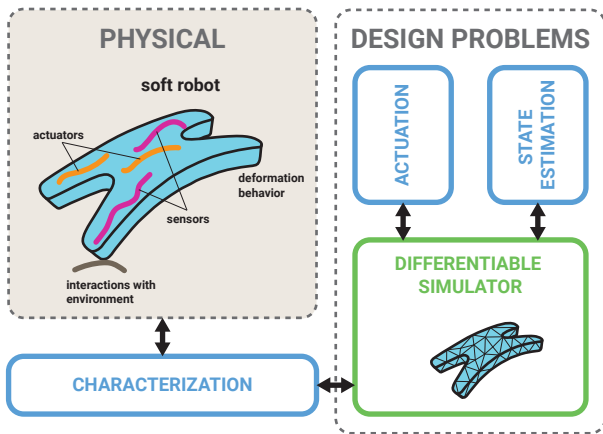 PHYSICAL
soft robot
actuators
deformation
behavior
sensors
interactions with
environment
CHARACTERIZATION
DESIGN PROBLEMS
ACTUATION
STATE
ESTIMATION
DIFFERENTIABLE
SIMULATOR